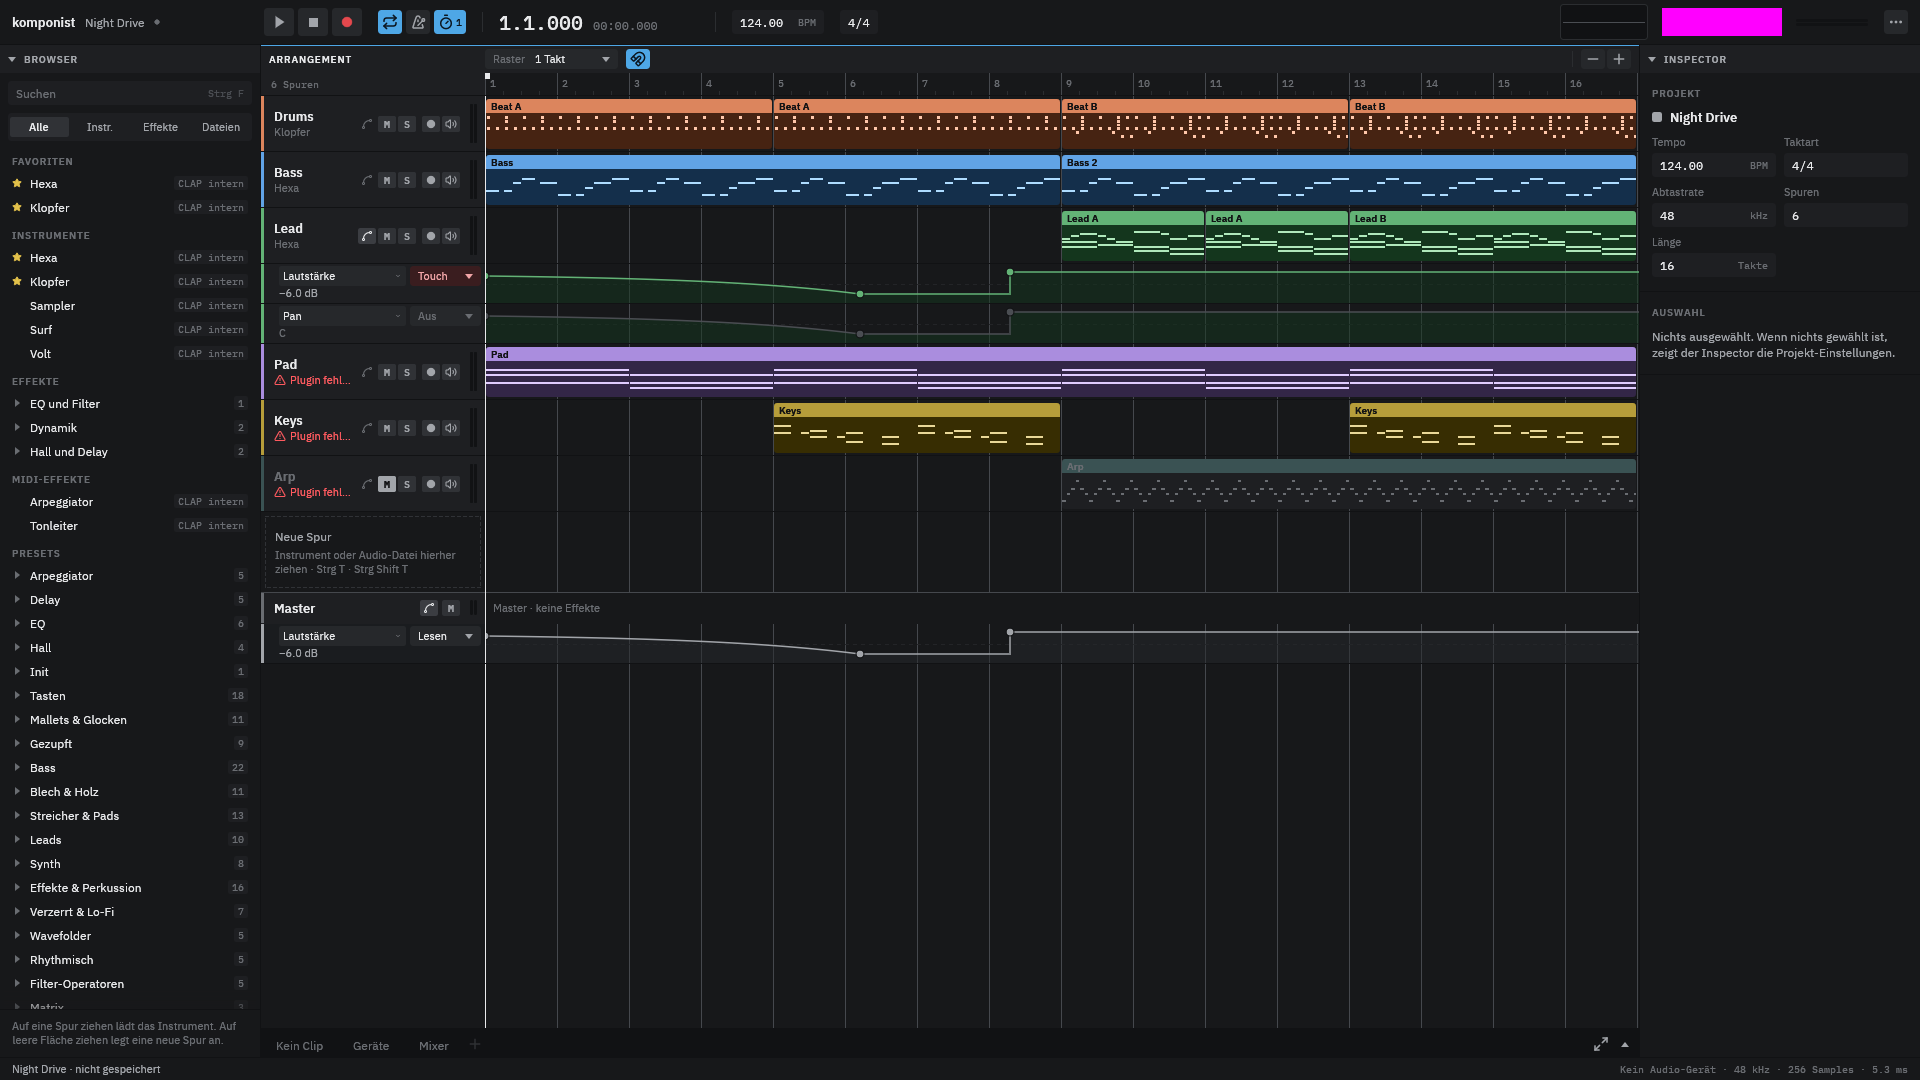 komponist Night Drive
1
1.1.000 00:00.000
124.00 BPM 4/4
BROWSER
Suchen Strg F
Alle Instr. Effekte Dateien
FAVORITEN
Hexa CLAP intern
Klopfer CLAP intern
INSTRUMENTE
Hexa CLAP intern
Klopfer CLAP intern
Sampler CLAP intern
Surf CLAP intern
Volt CLAP intern
EFFEKTE
EQ und Filter 1
Dynamik 2
Hall und Delay 2
MIDI-EFFEKTE
Arpeggiator CLAP intern
Tonleiter CLAP intern
PRESETS
Arpeggiator 5
Delay 5
EQ 6
Hall 4
Init 1
Tasten 18
Mallets & Glocken 11
Gezupft 9
Bass 22
Blech & Holz 11
Streicher & Pads 13
Leads 10
Synth 8
Effekte & Perkussion 16
Verzerrt & Lo-Fi 7
Wavefolder 5
Rhythmisch 5
Filter-Operatoren 5
Matrix 3
Auf eine Spur ziehen lädt das Instrument. Auf
leere Fläche ziehen legt eine neue Spur an.
ARRANGEMENT
Raster 1 Takt
6 Spuren
1 2 3 4 5 6 7 8 9 10 11 12 13 14 15 16
Drums
Klopfer
M S
Beat A Beat A Beat B Beat B
Bass
Hexa
M S
Bass Bass 2
Lead
Hexa
M S
Lead A Lead A Lead B
Lautstärke Touch
−6.0 dB
Pan Aus
C
Pad
Plugin fehl...
M S
Pad
Keys
Plugin fehl...
M S
Keys Keys
Arp
Plugin fehl...
M S
Arp
Neue Spur
Instrument oder Audio-Datei hierher
ziehen · Strg T · Strg Shift T
Master M
Master · keine Effekte
Lautstärke Lesen
−6.0 dB
Kein Clip Geräte Mixer
INSPECTOR
PROJEKT
Night Drive
Tempo Taktart
124.00 BPM 4/4
Abtastrate Spuren
48 kHz 6
Länge
16 Takte
AUSWAHL
Nichts ausgewählt. Wenn nichts gewählt ist,
zeigt der Inspector die Projekt-Einstellungen.
Night Drive · nicht gespeichert
Kein Audio-Gerät · 48 kHz · 256 Samples · 5.3 ms